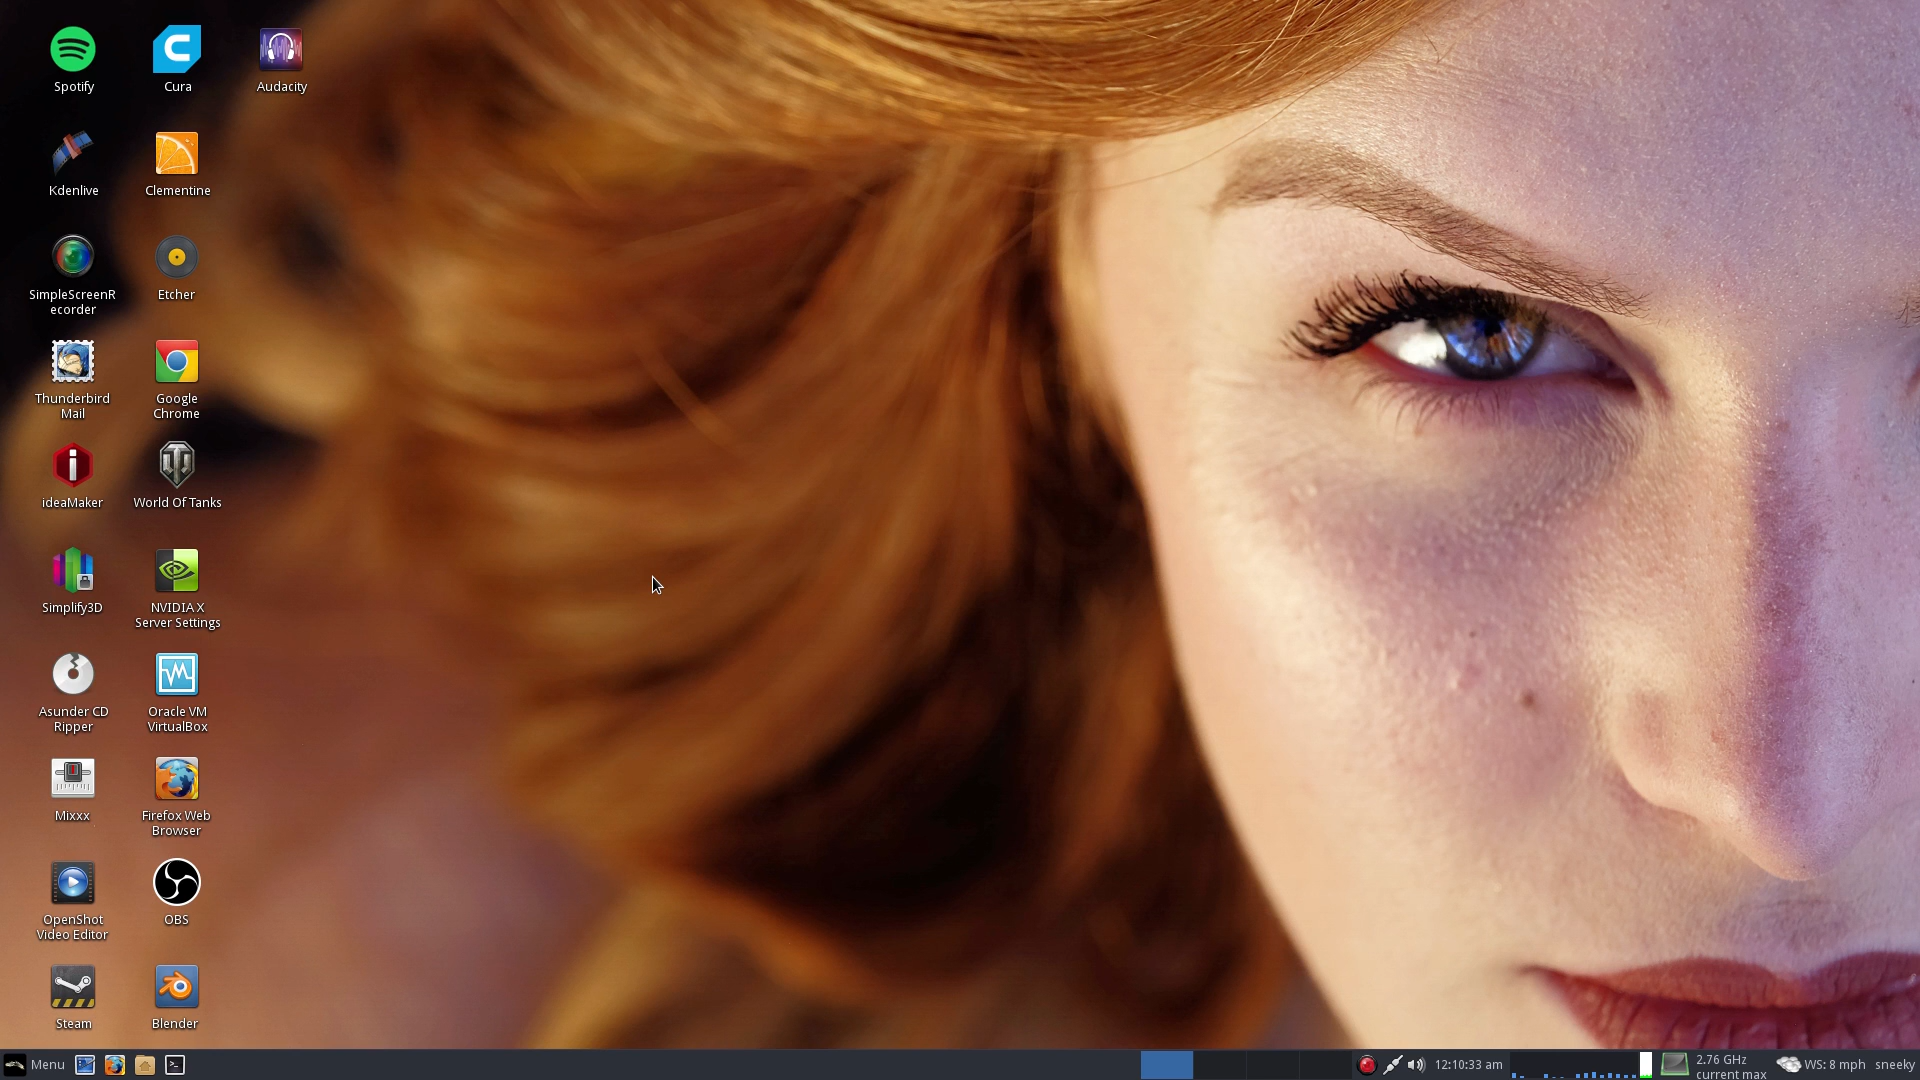 Spotify
Cura
Audacity
Kdenlive
Clementine
SimpleScreenR
ecorder
Etcher
Thunderbird
Mail
Google
Chrome
ideaMaker
World Of Tanks
Simplify3D
NVIDIA X
Server Settings
Asunder CD
Ripper
Oracle VM
VirtualBox
Mixxx
Firefox Web
Browser
OpenShot
Video Editor
OBS
Steam
Blender
Menu
12:10:33 am
2.76 GHz
current max
WS: 8 mph
sneeky